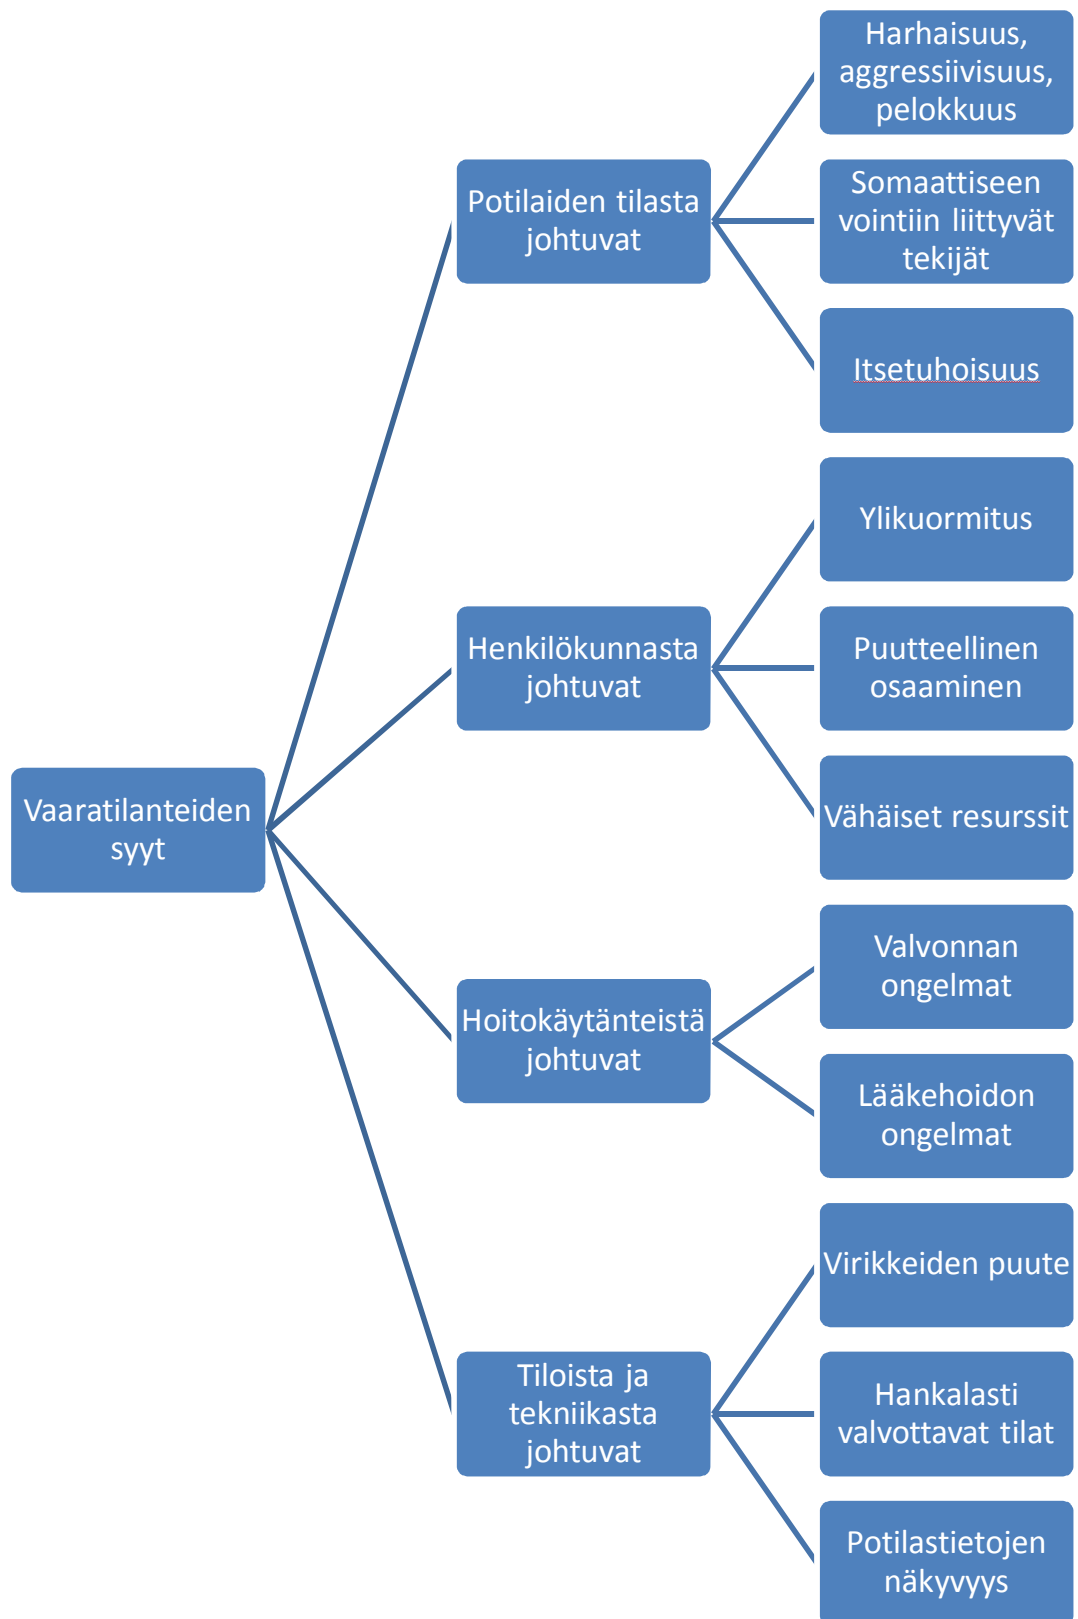 Vaaratilanteiden
syyt
Potilaiden tilasta
johtuvat
Harhaisuus,
aggressiivisuus,
pelokkuus
Somaattiseen
vointiin liittyvät
tekijät
Itsetuhoisuus
Henkilökunnasta
johtuvat
Ylikuormitus
Puutteellinen
osaaminen
Vähäiset resurssit
Hoitokäytänteistä
johtuvat
Valvonnan
ongelmat
Lääkehoidon
ongelmat
Tiloista ja
tekniikasta
johtuvat
Virikkeiden puute
Hankalasti
valvottavat tilat
Potilastietojen
näkyvyys